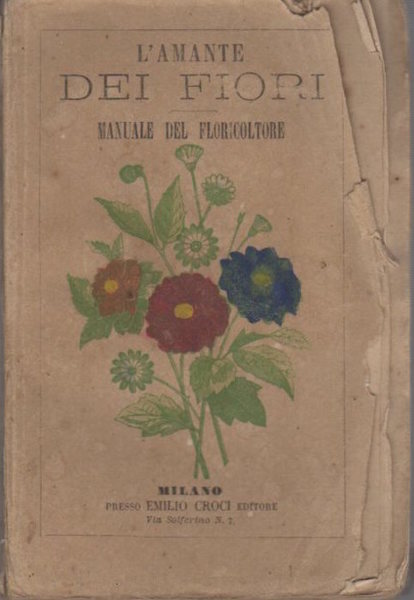 L'AMANTE
DEI FIORI
MANUALE DEL FLORICOLTORE
MILANO
PRESSO EMILIO CROCI EDITORE
Via Solferino N. 7.